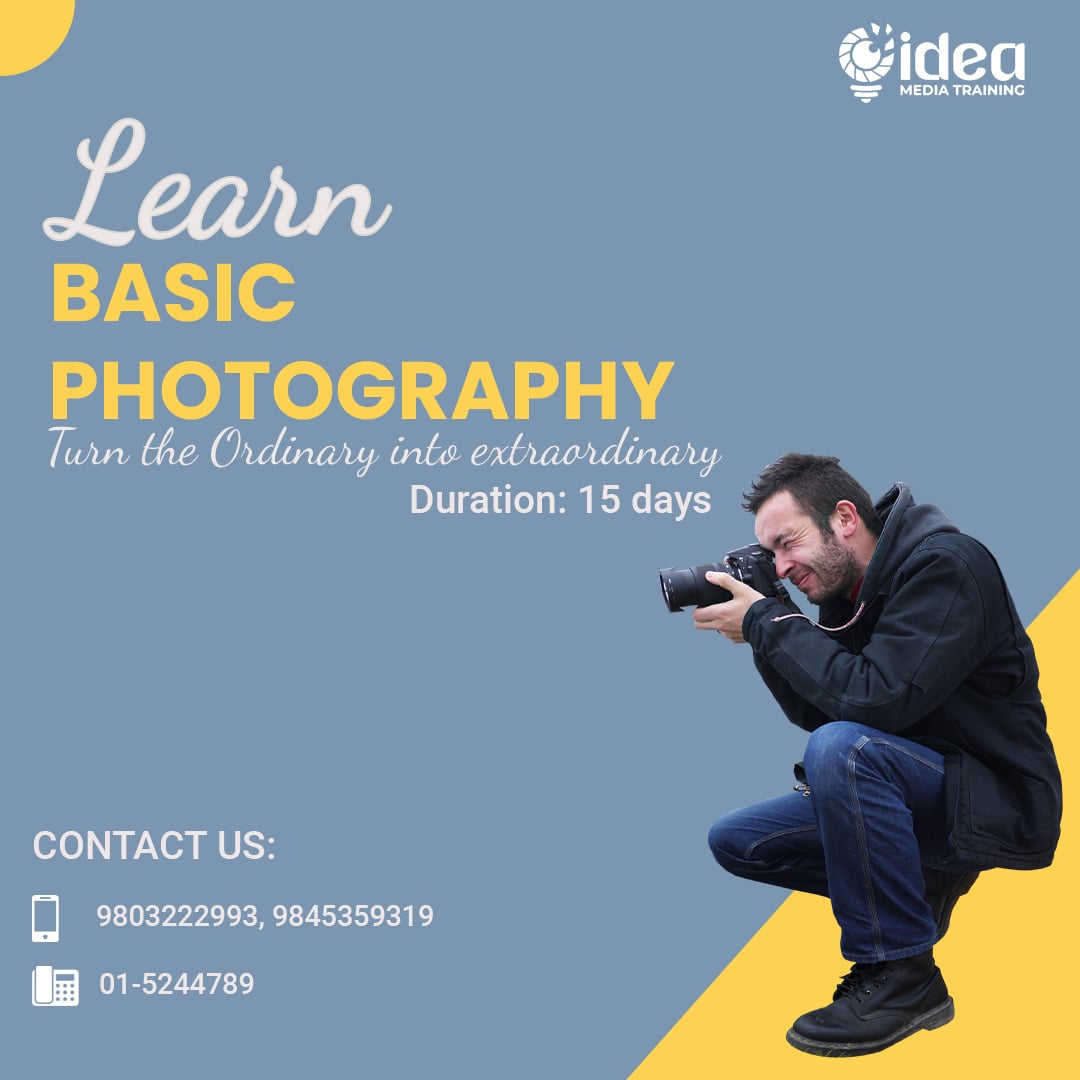 idea
MEDIA TRAINING
Learn
BASIC
PHOTOGRAPHY
Turn the Ordinary into extraordinary
Duration: 15 days
CONTACT US:
9803222993, 9845359319
01-5244789